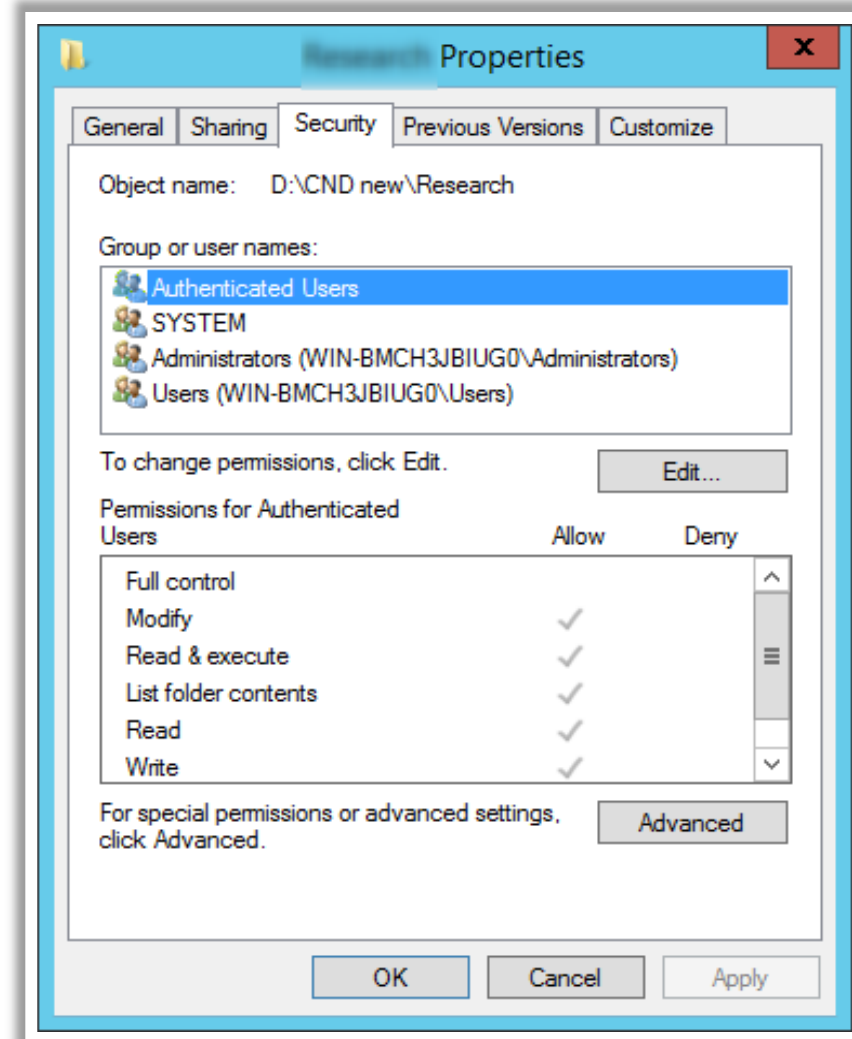 Properties
General Sharing Security Previous Versions Customize
Object name: D:\CND new\Research
Group or user names:
Authenticated Users
SYSTEM
Administrators (WIN-BMCH3JBIUG0\Administrators)
Users (WIN-BMCH3JBIUG0\Users)
To change permissions, click Edit.
Edit...
Permissions for Authenticated
Users Allow Deny
Full control
Modify
Read & execute
List folder contents
Read
Write
For special permissions or advanced settings,
click Advanced.
Advanced
OK Cancel Apply